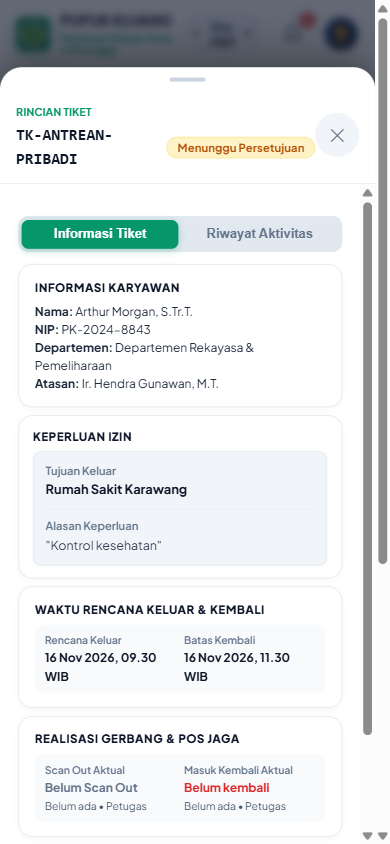 PUPUK KUJANG
RINCIAN TIKET
TK-ANTREAN-
PRIBADI
Menunggu Persetujuan
Informasi Tiket
Riwayat Aktivitas
INFORMASI KARYAWAN
Nama: Arthur Morgan, S.Tr.T.
NIP: PK-2024-8843
Departemen: Departemen Rekayasa &
Pemeliharaan
Atasan: Ir. Hendra Gunawan, M.T.
KEPERLUAN IZIN
Tujuan Keluar
Rumah Sakit Karawang
Alasan Keperluan
"Kontrol kesehatan"
WAKTU RENCANA KELUAR & KEMBALI
Rencana Keluar
16 Nov 2026, 09.30
WIB
Batas Kembali
16 Nov 2026, 11.30
WIB
REALISASI GERBANG & POS JAGA
Scan Out Aktual
Belum Scan Out
Belum ada • Petugas
Masuk Kembali Aktual
Belum kembali
Belum ada • Petugas